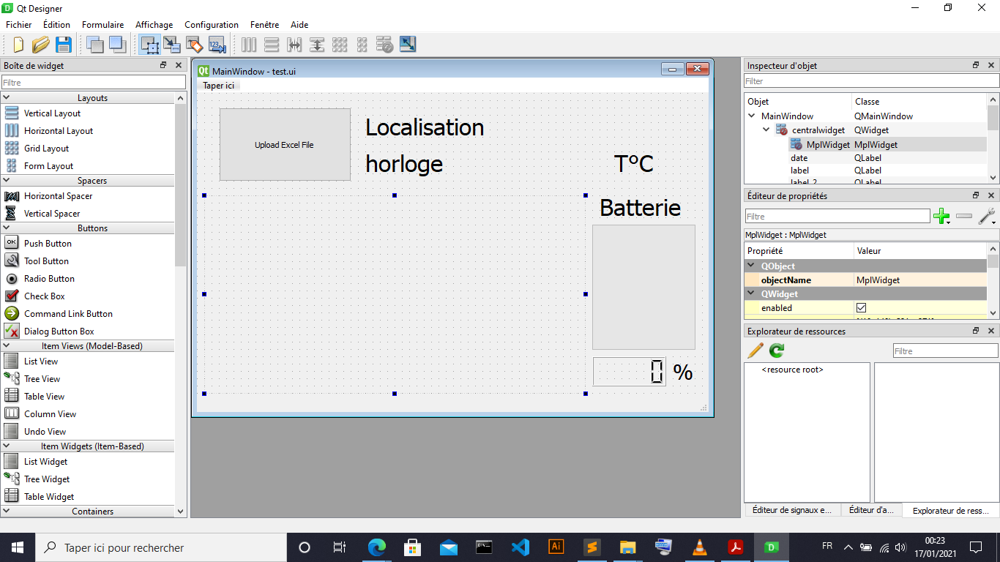 Qt Designer
Fichier Édition Formulaire Affichage Configuration Fenêtre Aide
123
Boîte de widget
Filtre
Layouts
Vertical Layout
Horizontal Layout
Grid Layout
Form Layout
Spacers
Horizontal Spacer
Vertical Spacer
Buttons
OK Push Button
Tool Button
Radio Button
Check Box
Command Link Button
Dialog Button Box
Item Views (Model-Based)
List View
Tree View
Table View
Column View
Undo View
Item Widgets (Item-Based)
List Widget
Tree Widget
Table Widget
Containers
Qt MainWindow - test.ui
Taper ici
Upload Excel File
Localisation
horloge
T°C
Batterie
0 %
Inspecteur d'objet
Filter
Objet Classe
MainWindow QMainWindow
centralwidget QWidget
MplWidget MplWidget
date QLabel
label QLabel
label_2 QLabel
Éditeur de propriétés
Filtre
MplWidget : MplWidget
Propriété Valeur
QObject
objectName MplWidget
QWidget
enabled
Explorateur de ressources
Filtre
<resource root>
Éditeur de signaux e... Éditeur d'a... Explorateur de ress...
Taper ici pour rechercher
Ai
D
FR
00:23
17/01/2021